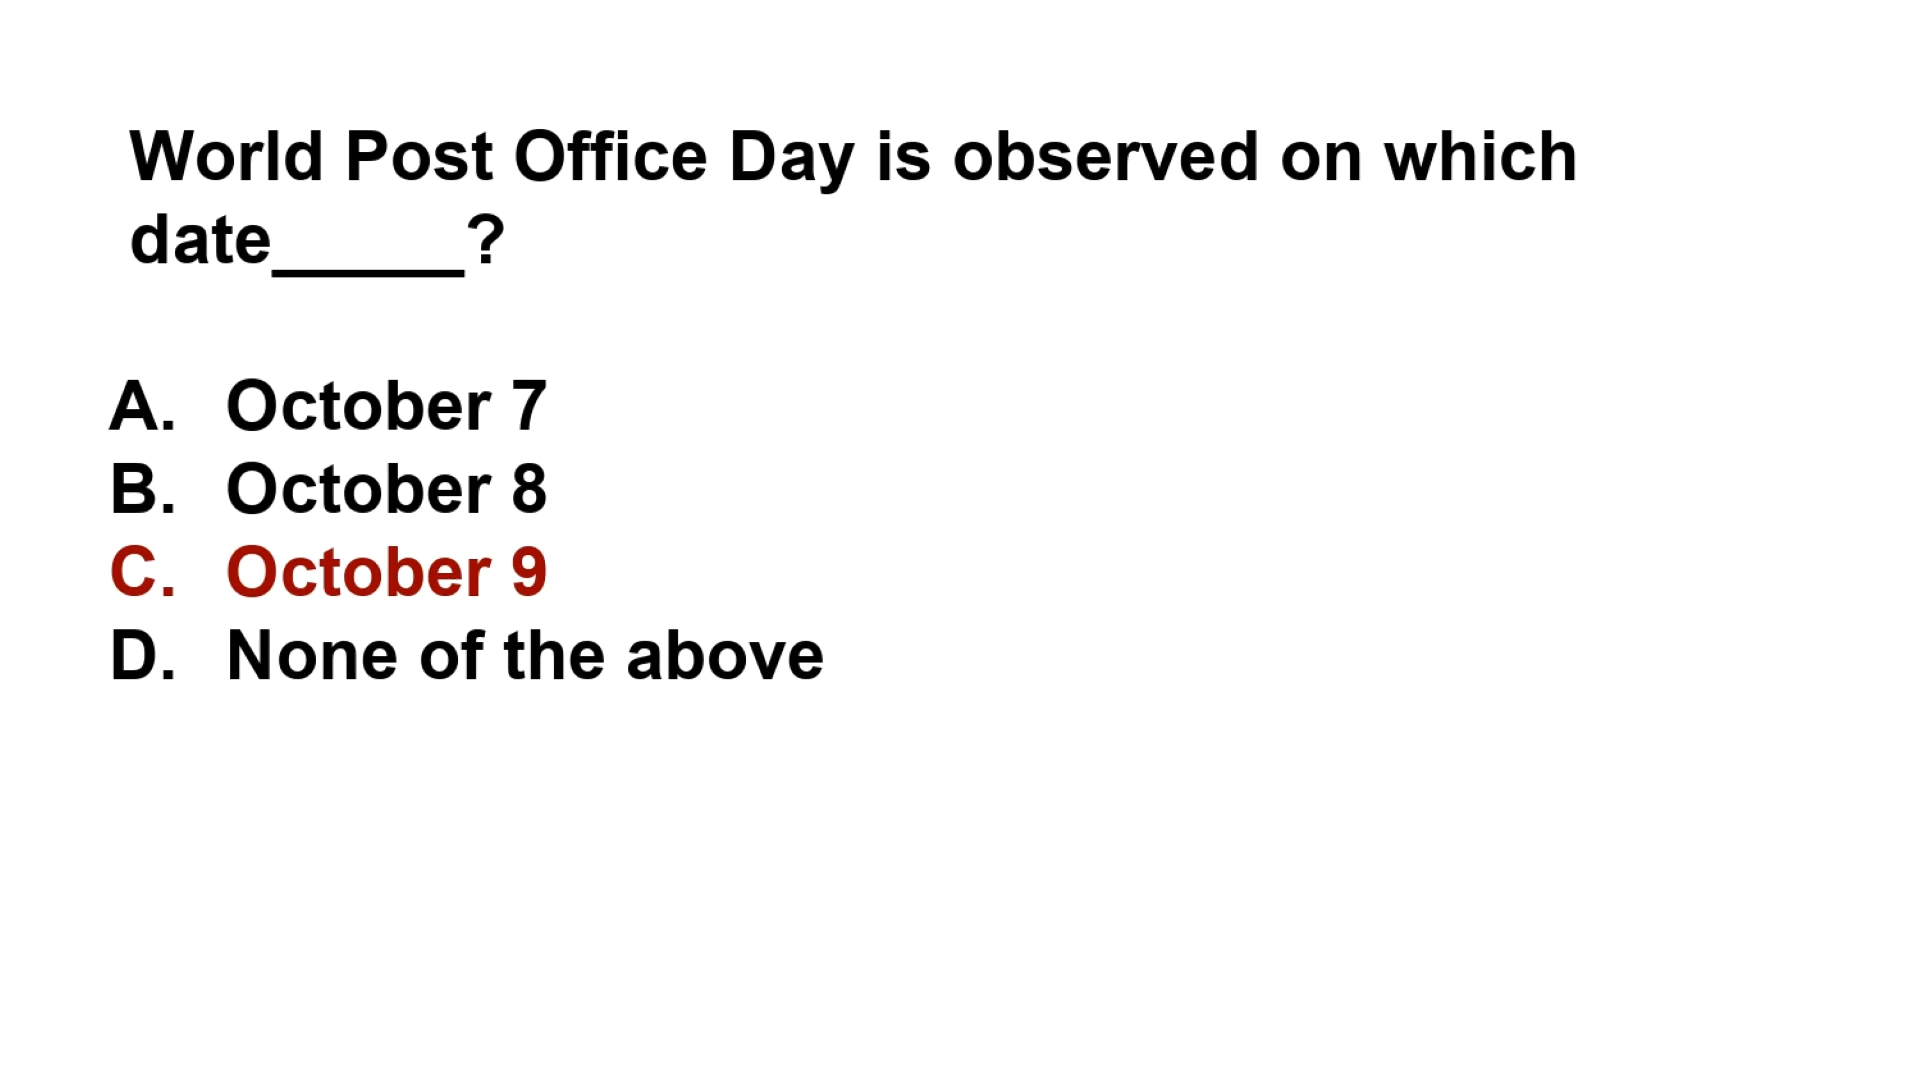 World Post Office Day is observed on which
date_____?
A. October 7
B. October 8
C. October 9
D. None of the above